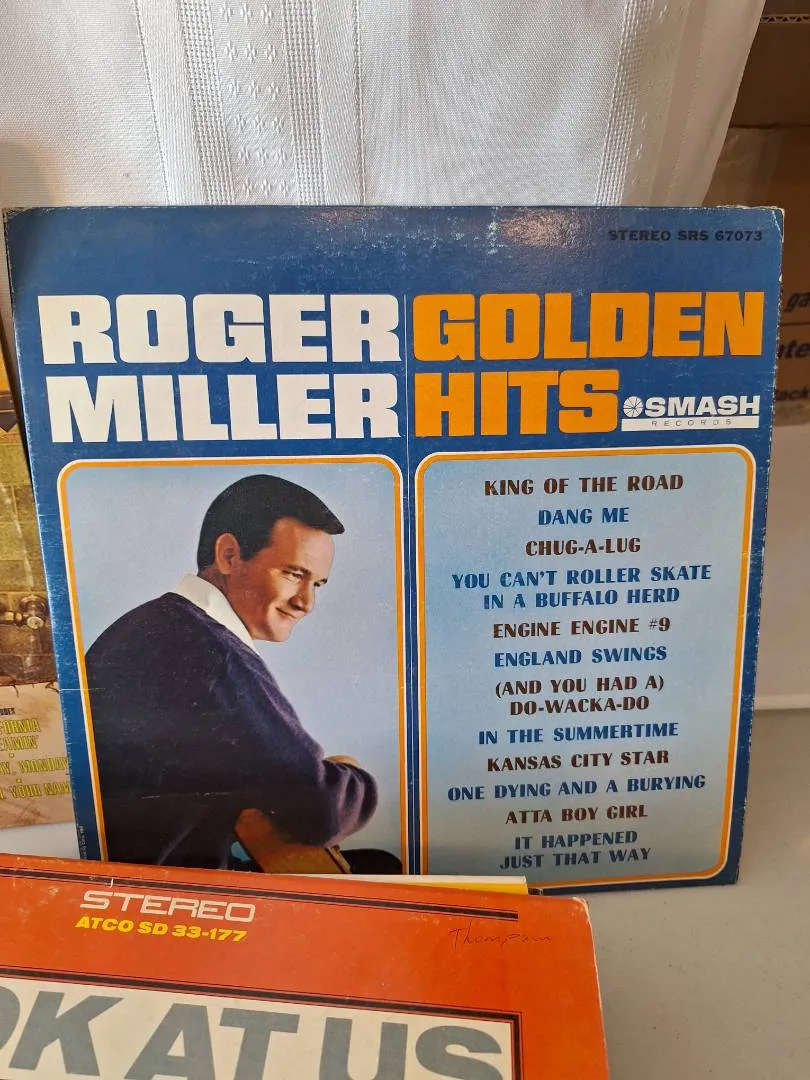 STEREO SRS 67073
ROGER
MILLER
GOLDEN
HITS
SMASH
RECORDS
KING OF THE ROAD
DANG ME
CHUG-A-LUG
YOU CAN'T ROLLER SKATE
IN A BUFFALO HERD
ENGINE ENGINE #9
ENGLAND SWINGS
(AND YOU HAD A)
DO-WACKA-DO
IN THE SUMMERTIME
KANSAS CITY STAR
ONE DYING AND A BURYING
ATTA BOY GIRL
IT HAPPENED
JUST THAT WAY
STEREO
ATCO SD 33-177
Thompson
OK AT US